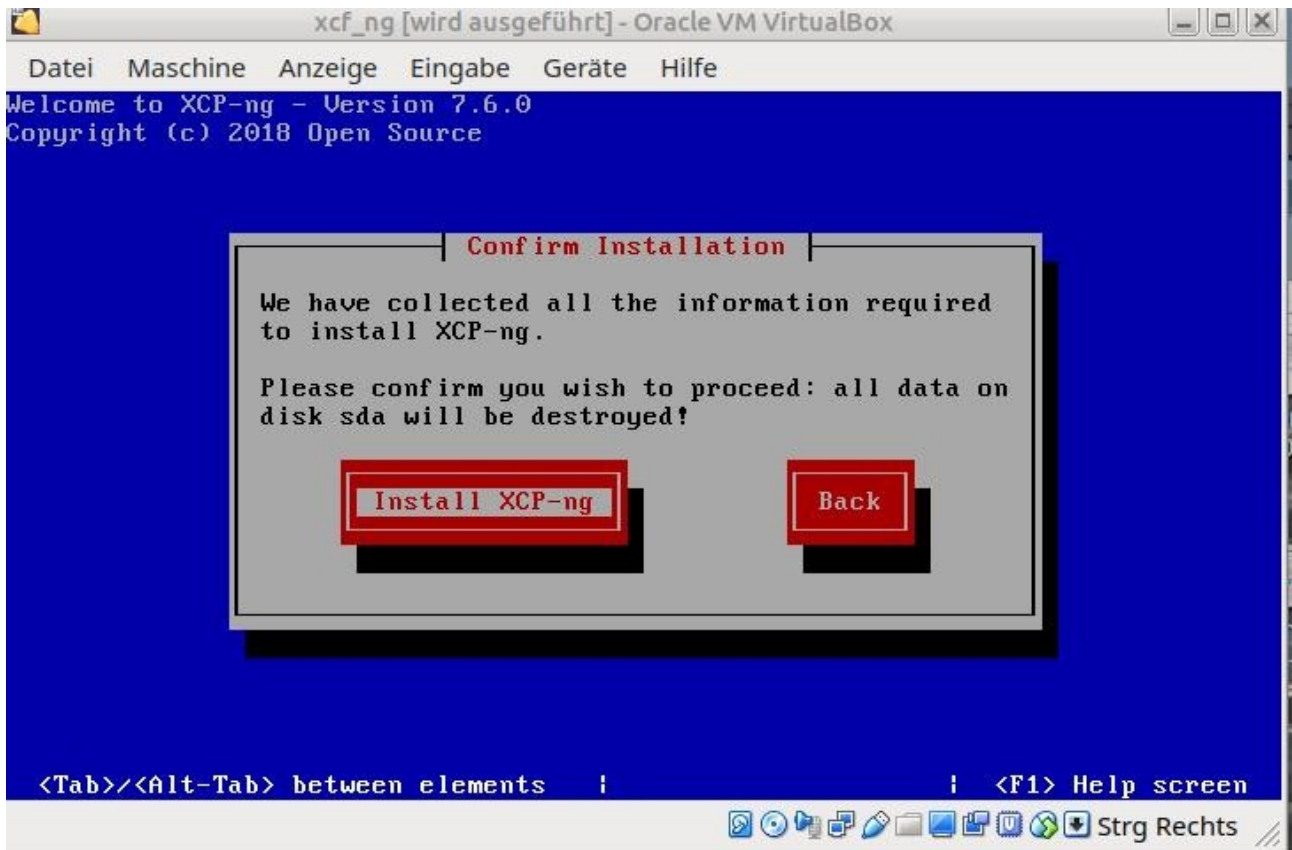 xcf_ng [wird ausgeführt] - Oracle VM VirtualBox
Datei Maschine Anzeige Eingabe Geräte Hilfe
Welcome to XCP-ng - Version 7.6.0
Copyright (c) 2018 Open Source
Confirm Installation
We have collected all the information required
to install XCP-ng.
Please confirm you wish to proceed: all data on
disk sda will be destroyed!
Install XCP-ng Back
<Tab>/<Alt-Tab> between elements | | <F1> Help screen
Strg Rechts